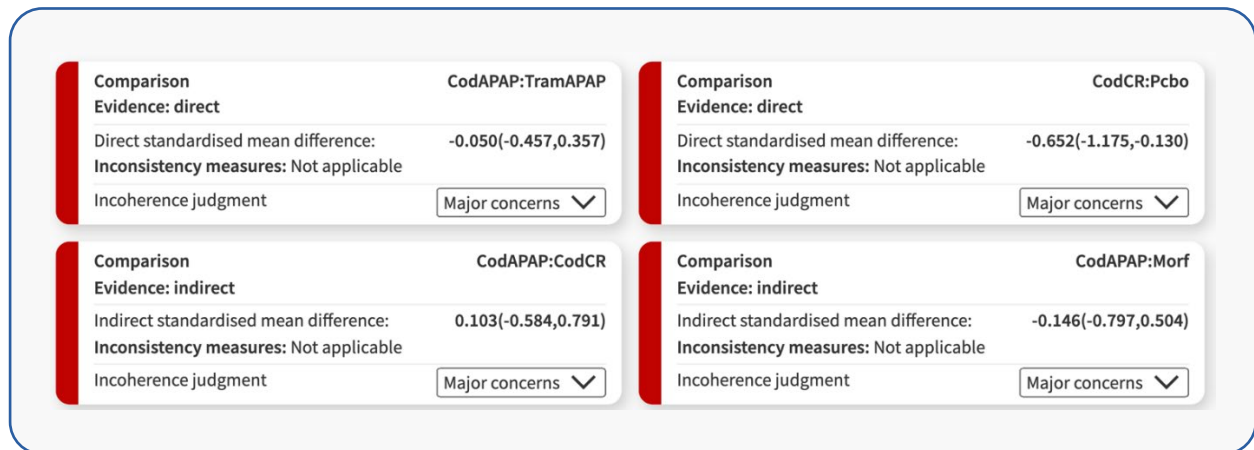 Comparison CodAPAP:TramAPAP
Evidence: direct
Direct standardised mean difference: -0.050(-0.457,0.357)
Inconsistency measures: Not applicable
Incoherence judgment Major concerns
Comparison CodCR:Pcbo
Evidence: direct
Direct standardised mean difference: -0.652(-1.175,-0.130)
Inconsistency measures: Not applicable
Incoherence judgment Major concerns
Comparison CodAPAP:CodCR
Evidence: indirect
Indirect standardised mean difference: 0.103(-0.584,0.791)
Inconsistency measures: Not applicable
Incoherence judgment Major concerns
Comparison CodAPAP:Morf
Evidence: indirect
Indirect standardised mean difference: -0.146(-0.797,0.504)
Inconsistency measures: Not applicable
Incoherence judgment Major concerns